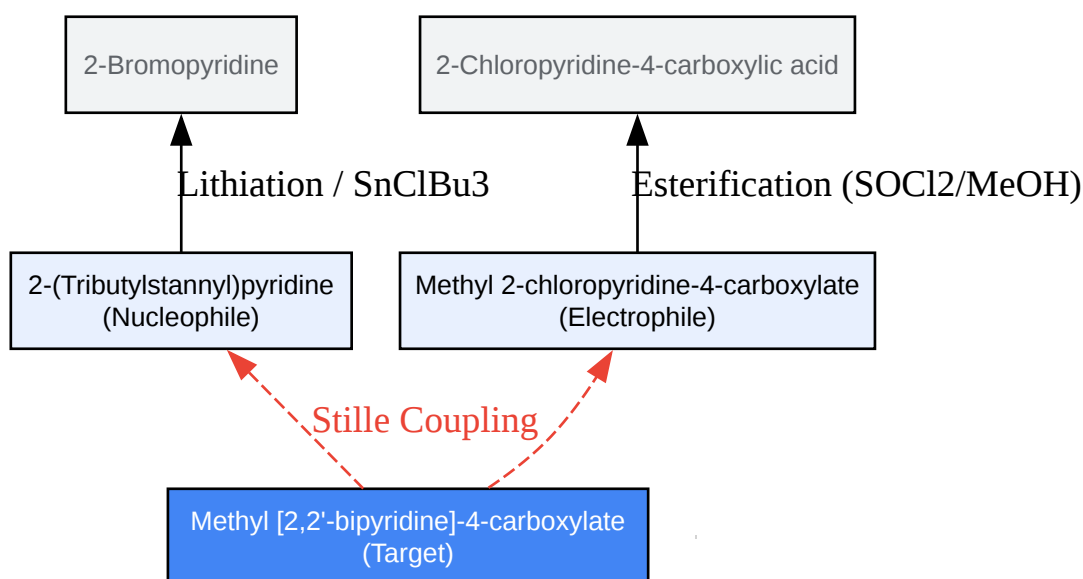 2-Bromopyridine
2-Chloropyridine-4-carboxylic acid
Lithiation / SnClBu3
Esterification (SOCl2/MeOH)
2-(Tributylstannyl)pyridine
(Nucleophile)
Methyl 2-chloropyridine-4-carboxylate
(Electrophile)
Stille Coupling
Methyl [2,2'-bipyridine]-4-carboxylate
(Target)